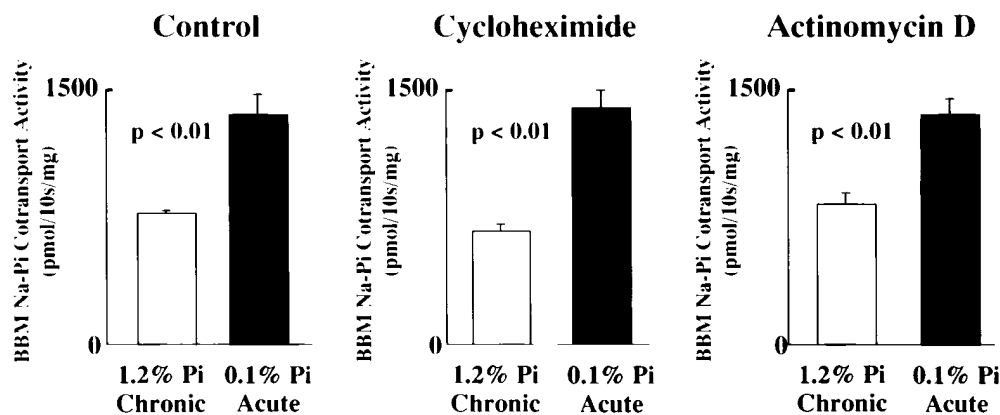 Control
BBM Na-Pi Cotransport Activity
(pmol/10s/mg)
1500
p < 0.01
0
1.2% Pi 0.1% Pi
Chronic Acute
Cycloheximide
BBM Na-Pi Cotransport Activity
(pmol/10s/mg)
1500
p < 0.01
0
1.2% Pi 0.1% Pi
Chronic Acute
Actinomycin D
BBM Na-Pi Cotransport Activity
(pmol/10s/mg)
1500
p < 0.01
0
1.2% Pi 0.1% Pi
Chronic Acute